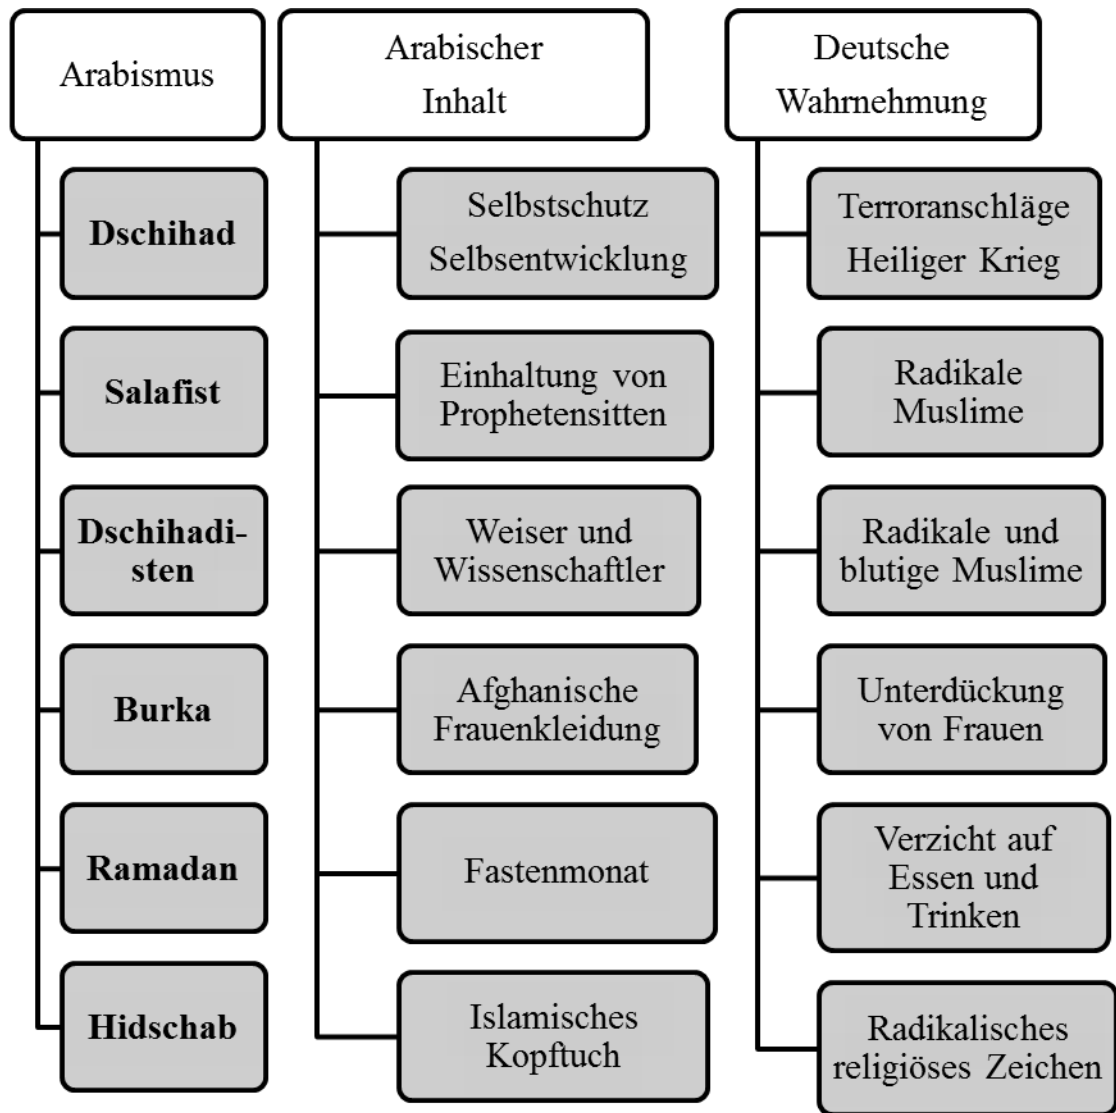 Arabismus
Arabischer
Inhalt
Deutsche
Wahrnehmung
Dschihad
Selbstschutz
Selbsentwicklung
Terroranschläge
Heiliger Krieg
Salafist
Einhaltung von
Prophetensitten
Radikale
Muslime
Dschihadi-
sten
Weiser und
Wissenschaftler
Radikale und
blutige Muslime
Burka
Afghanische
Frauenkleidung
Unterdückung
von Frauen
Ramadan
Fastenmonat
Verzicht auf
Essen und
Trinken
Hidschab
Islamisches
Kopftuch
Radikalisches
religiöses Zeichen